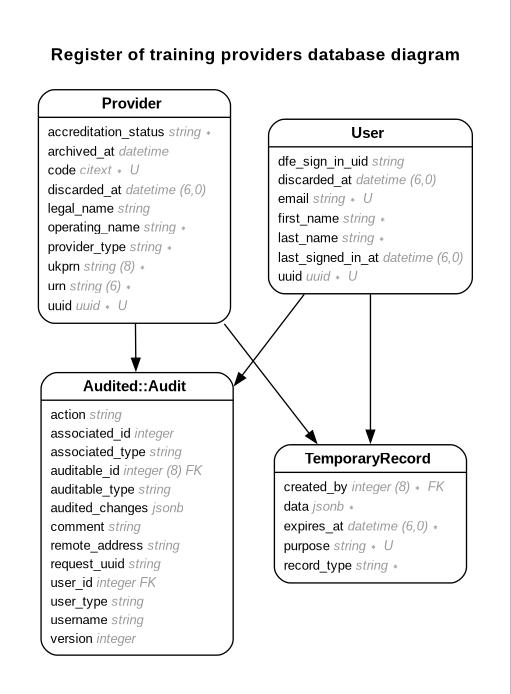 Register of training providers database diagram
Provider
accreditation_status string ∗
archived_at datetime
code citext ∗ U
discarded_at datetime (6,0)
legal_name string
operating_name string ∗
provider_type string ∗
ukprn string (8) ∗
urn string (6) ∗
uuid uuid ∗ U
User
dfe_sign_in_uid string
discarded_at datetime (6,0)
email string ∗ U
first_name string ∗
last_name string ∗
last_signed_in_at datetime (6,0)
uuid uuid ∗ U
Audited::Audit
action string
associated_id integer
associated_type string
auditable_id integer (8) FK
auditable_type string
audited_changes jsonb
comment string
remote_address string
request_uuid string
user_id integer FK
user_type string
username string
version integer
TemporaryRecord
created_by integer (8) ∗ FK
data jsonb ∗
expires_at datetime (6,0) ∗
purpose string ∗ U
record_type string ∗